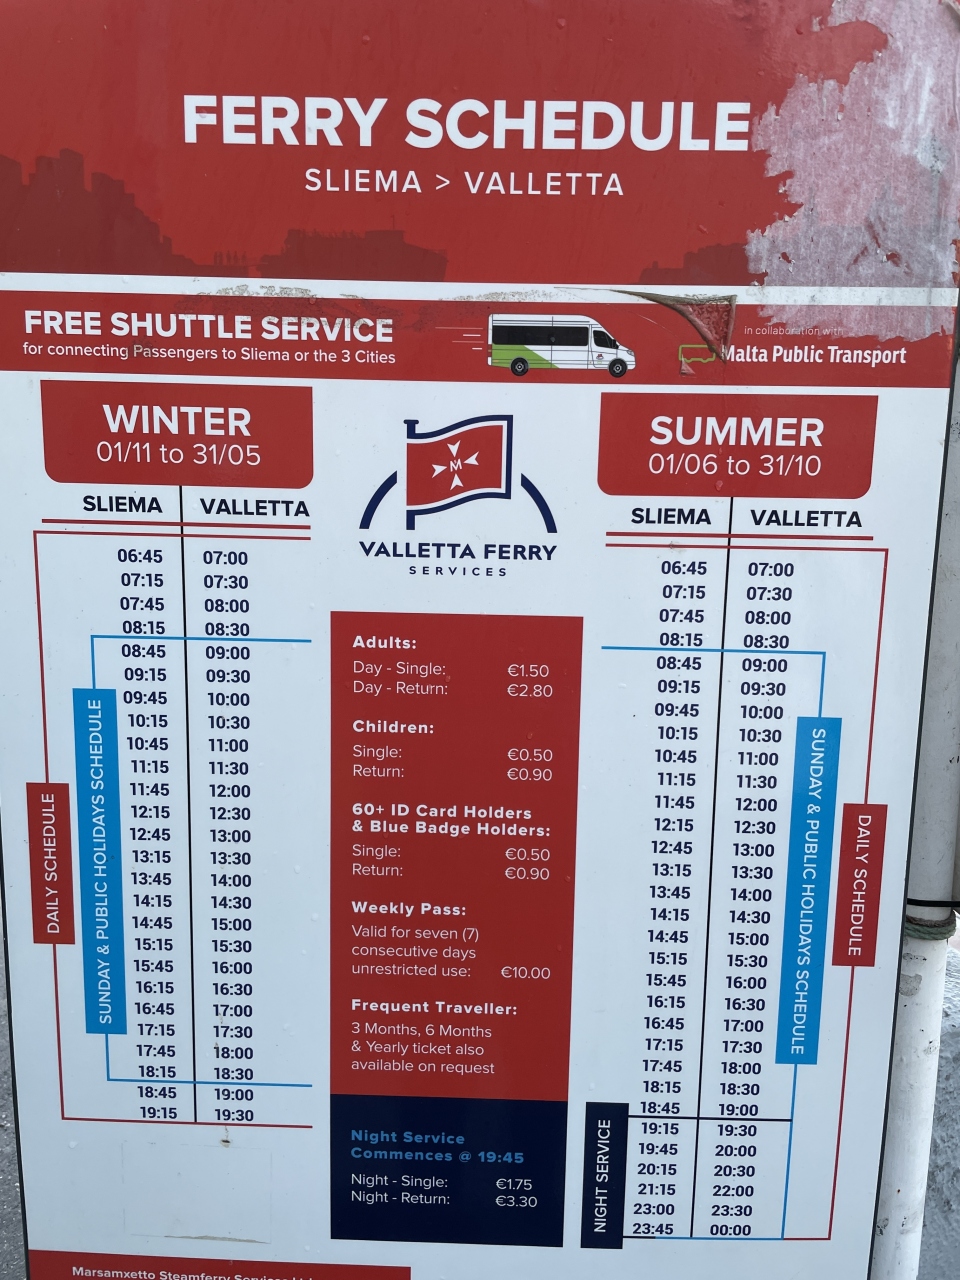 FERRY SCHEDULE
SLIEMA > VALLETTA
FREE SHUTTLE SERVICE
for connecting Passengers to Sliema or the 3 Cities
in collaboration with
Malta Public Transport
WINTER
01/11 to 31/05
SLIEMA VALLETTA
06:45 07:00
07:15 07:30
07:45 08:00
08:15 08:30
08:45 09:00
09:15 09:30
09:45 10:00
10:15 10:30
10:45 11:00
11:15 11:30
11:45 12:00
12:15 12:30
12:45 13:00
13:15 13:30
13:45 14:00
14:15 14:30
14:45 15:00
15:15 15:30
15:45 16:00
16:15 16:30
16:45 17:00
17:15 17:30
17:45 18:00
18:15 18:30
18:45 19:00
19:15 19:30
DAILY SCHEDULE
SUNDAY & PUBLIC HOLIDAYS SCHEDULE
M
VALLETTA FERRY
SERVICES
Adults:
Day - Single: €1.50
Day - Return: €2.80
Children:
Single: €0.50
Return: €0.90
60+ ID Card Holders
& Blue Badge Holders:
Single: €0.50
Return: €0.90
Weekly Pass:
Valid for seven (7)
consecutive days
unrestricted use: €10.00
Frequent Traveller:
3 Months, 6 Months
& Yearly ticket also
available on request
Night Service
Commences @ 19:45
Night - Single: €1.75
Night - Return: €3.30
SUMMER
01/06 to 31/10
SLIEMA VALLETTA
06:45 07:00
07:15 07:30
07:45 08:00
08:15 08:30
08:45 09:00
09:15 09:30
09:45 10:00
10:15 10:30
10:45 11:00
11:15 11:30
11:45 12:00
12:15 12:30
12:45 13:00
13:15 13:30
13:45 14:00
14:15 14:30
14:45 15:00
15:15 15:30
15:45 16:00
16:15 16:30
16:45 17:00
17:15 17:30
17:45 18:00
18:15 18:30
18:45 19:00
19:15 19:30
19:45 20:00
20:15 20:30
21:15 22:00
23:00 23:30
23:45 00:00
SUNDAY & PUBLIC HOLIDAYS SCHEDULE
DAILY SCHEDULE
NIGHT SERVICE
Marsamxetto Steamferry Services